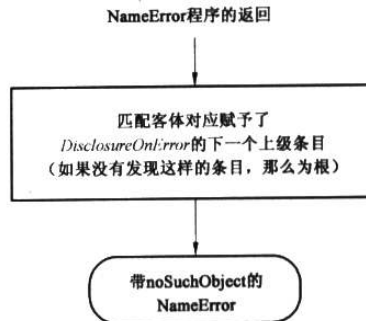 NameError程序的返回
匹配客体对应赋予了
DisclosureOnError的下一个上级条目
（如果没有发现这样的条目，那么为根）
带noSuchObject的
NameError